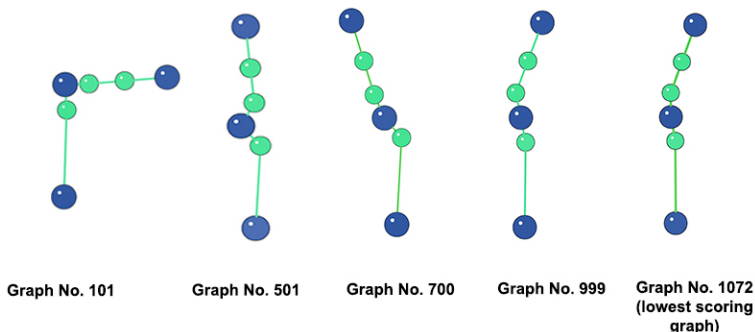 Graph No. 101
Graph No. 501
Graph No. 700
Graph No. 999
Graph No. 1072
(lowest scoring
graph)